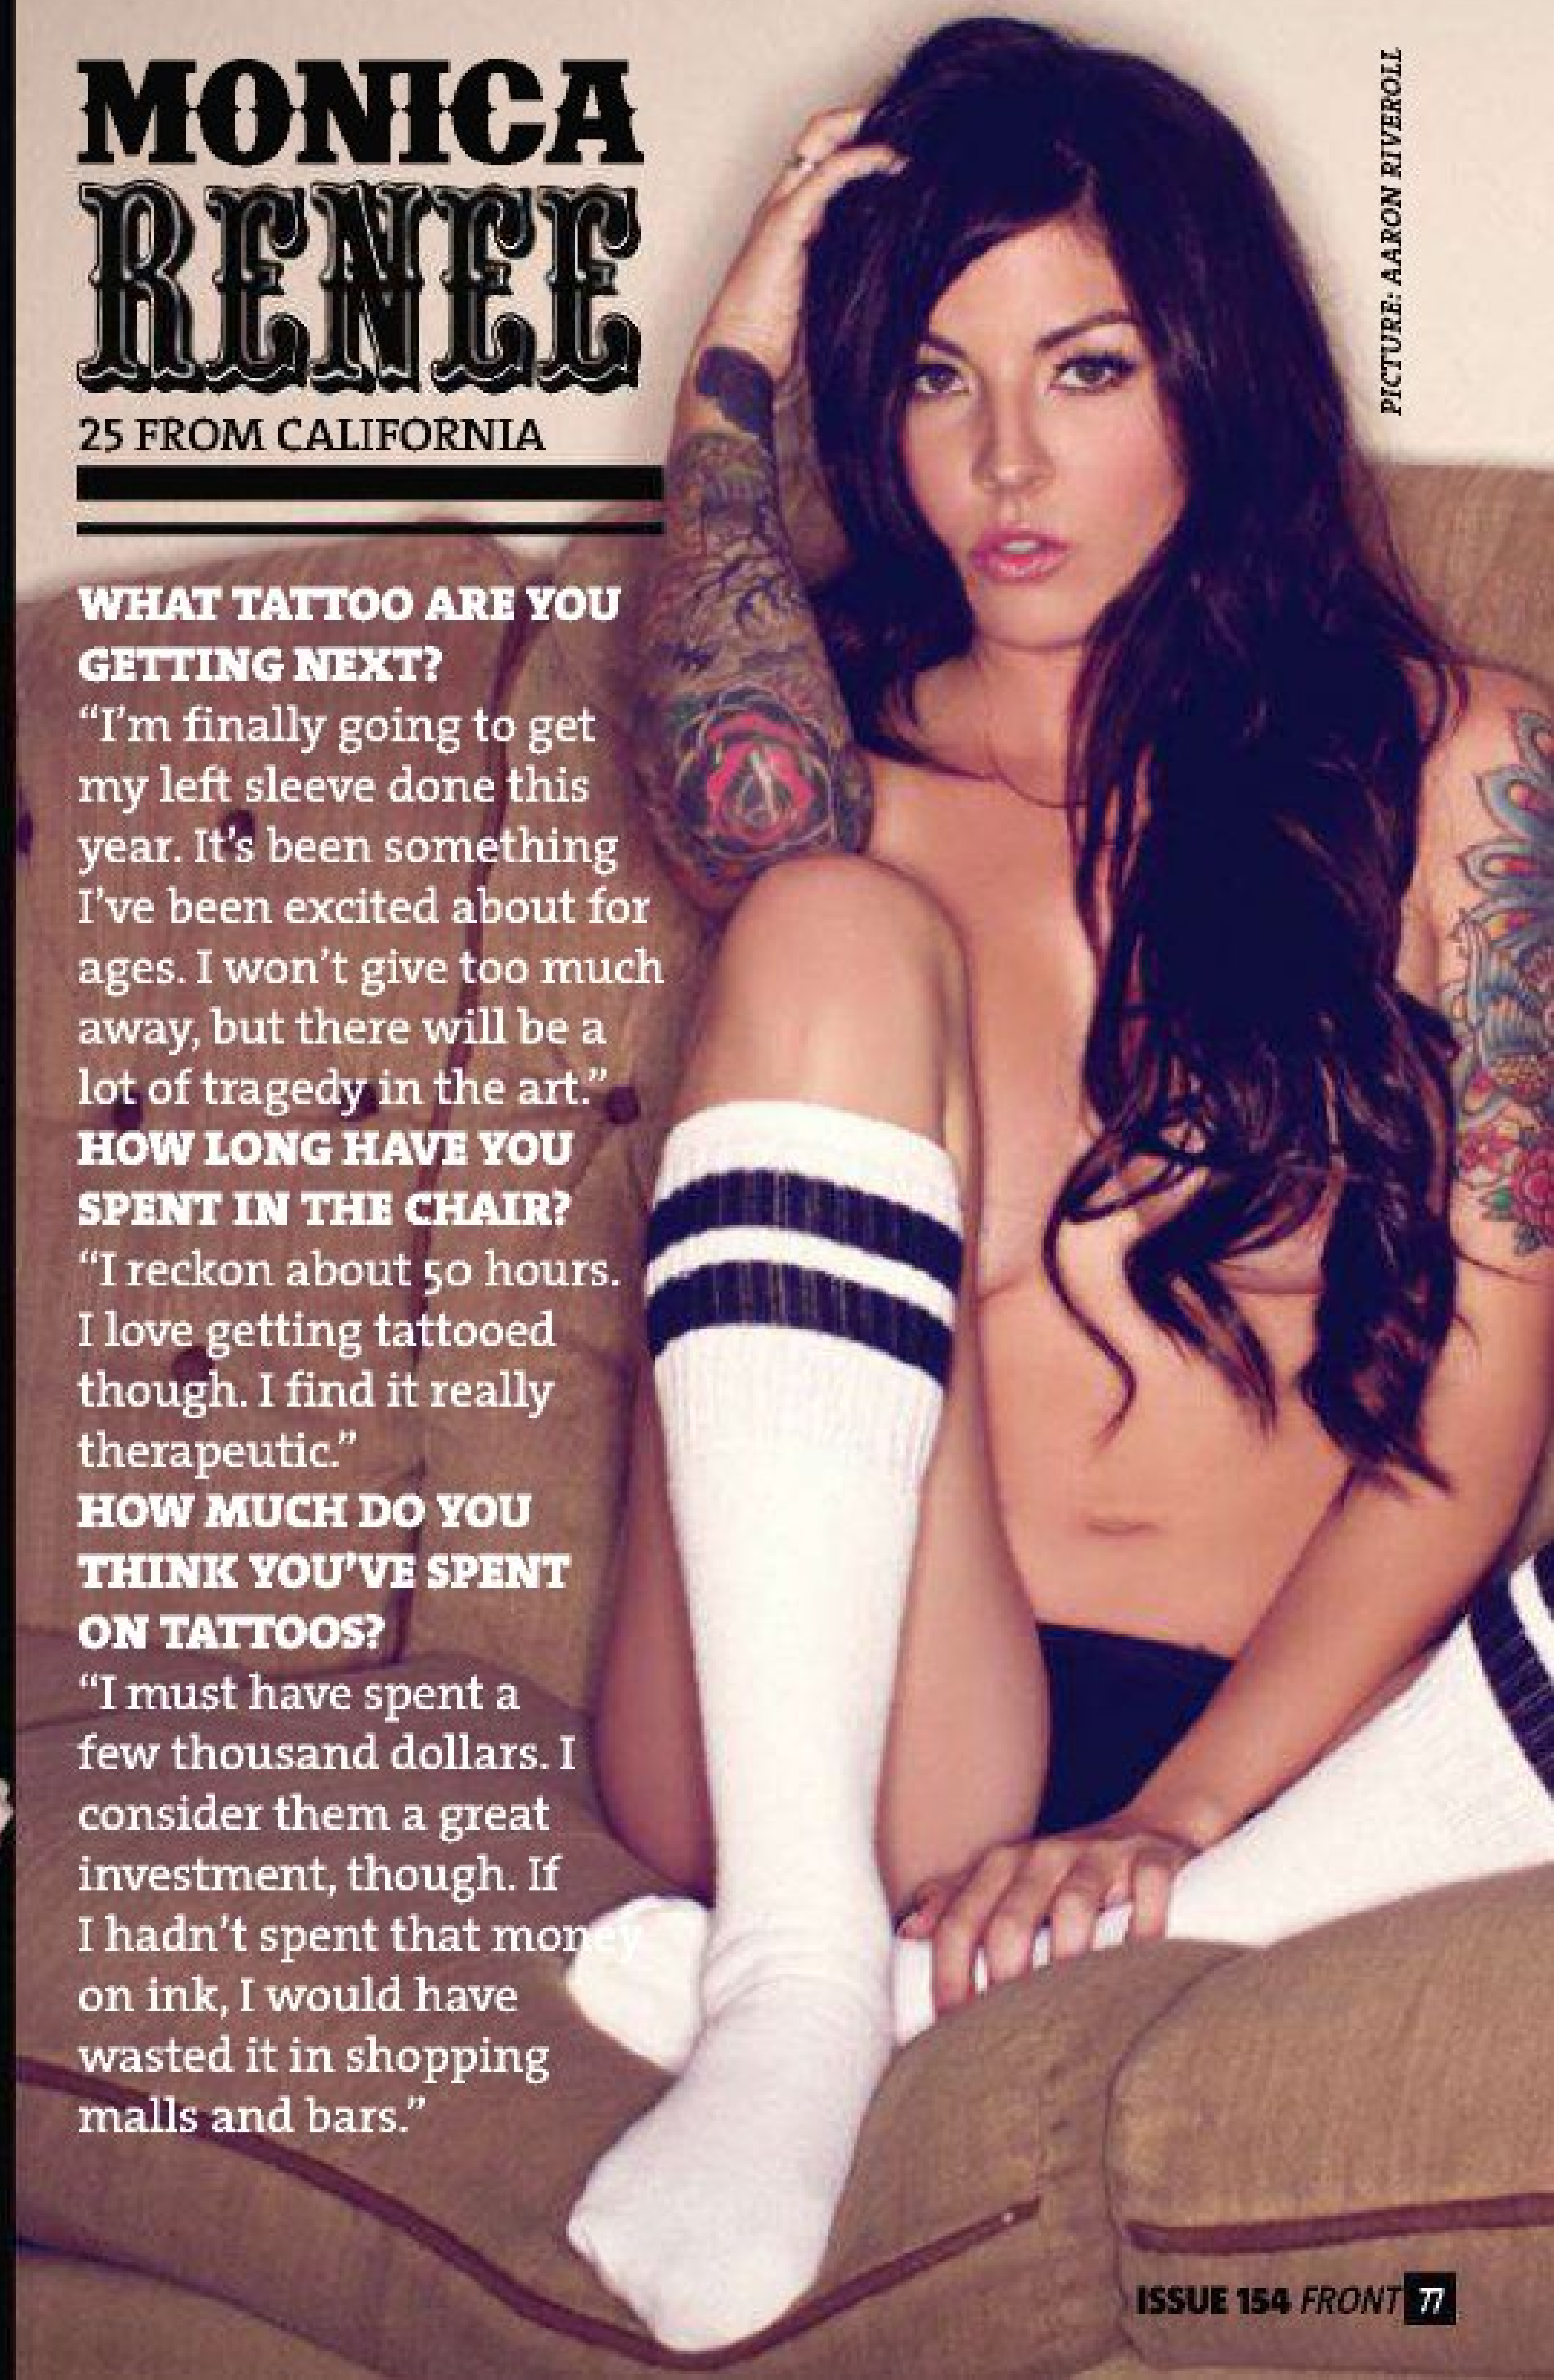 MONICA
RENEE
25 FROM CALIFORNIA
WHAT TATTOO ARE YOU
GETTING NEXT?
“I’m finally going to get
my left sleeve done this
year. It’s been something
I’ve been excited about for
ages. I won’t give too much
away, but there will be a
lot of tragedy in the art.”
HOW LONG HAVE YOU
SPENT IN THE CHAIR?
“I reckon about 50 hours.
I love getting tattooed
though. I find it really
therapeutic.”
HOW MUCH DO YOU
THINK YOU’VE SPENT
ON TATTOOS?
“I must have spent a
few thousand dollars. I
consider them a great
investment, though. If
I hadn’t spent that money
on ink, I would have
wasted it in shopping
malls and bars.”
PICTURE: AARON RIVEROLL
ISSUE 154 FRONT 77